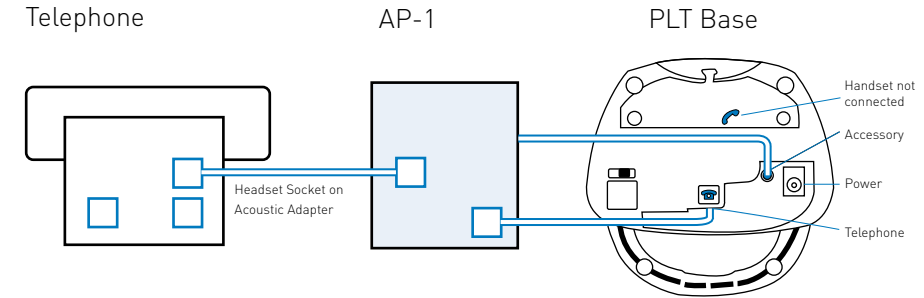 Telephone
AP-1
PLT Base
Handset not
connected
Accessory
Headset Socket on
Acoustic Adapter
Power
Telephone